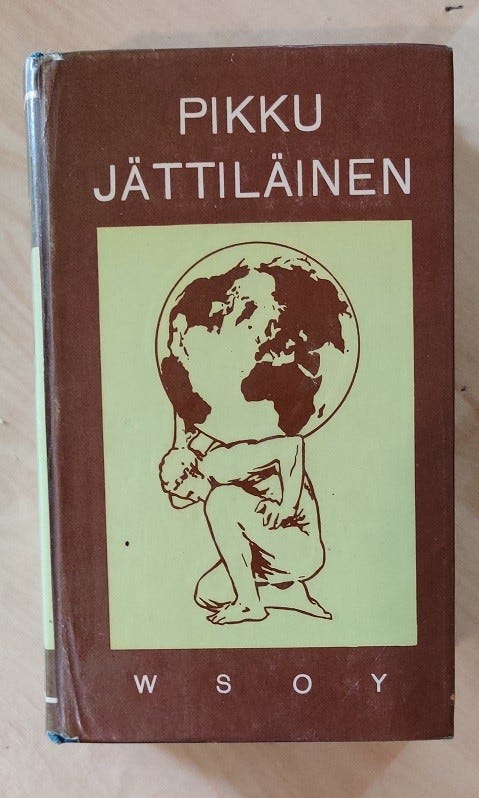 PIKKU
JÄTTILÄINEN
W S O Y